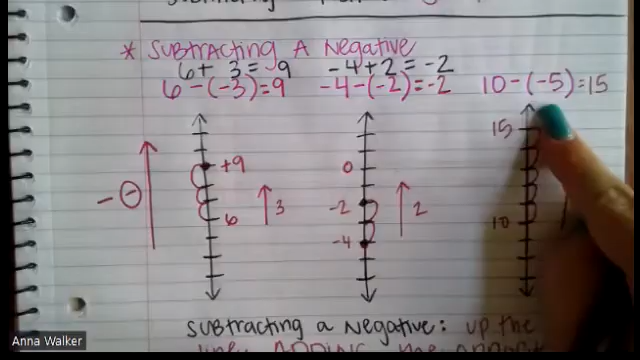 * SUBTRACTING A NEGATIVE
6 + 3 = 9 -4 + 2 = -2
6 - (-3) = 9 -4 - (-2) = -2 10 - (-5) = 15
15
+9 0
- ⊖ 3 -2 2
6 10
-4
SUBTRACTING A NEGATIVE: UP THE
LINE, ADDING THE
Anna Walker